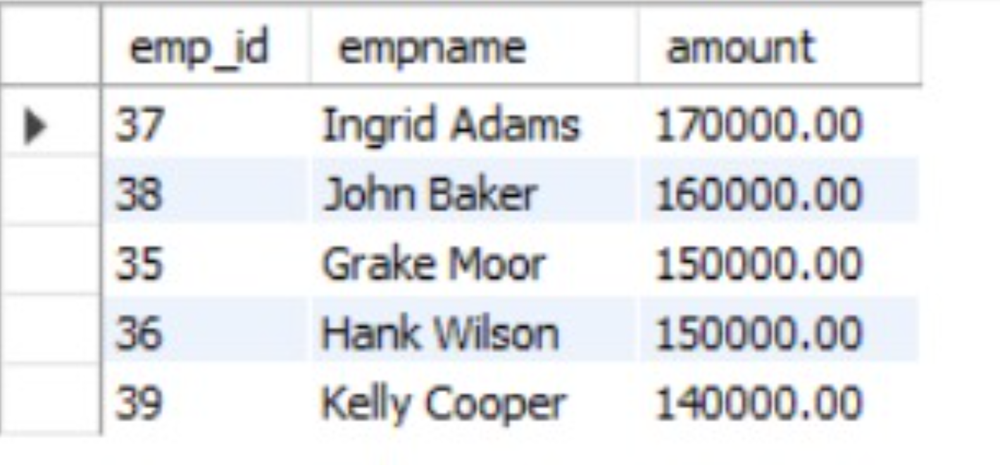 emp_id empname amount
37 Ingrid Adams 170000.00
38 John Baker 160000.00
35 Grake Moor 150000.00
36 Hank Wilson 150000.00
39 Kelly Cooper 140000.00